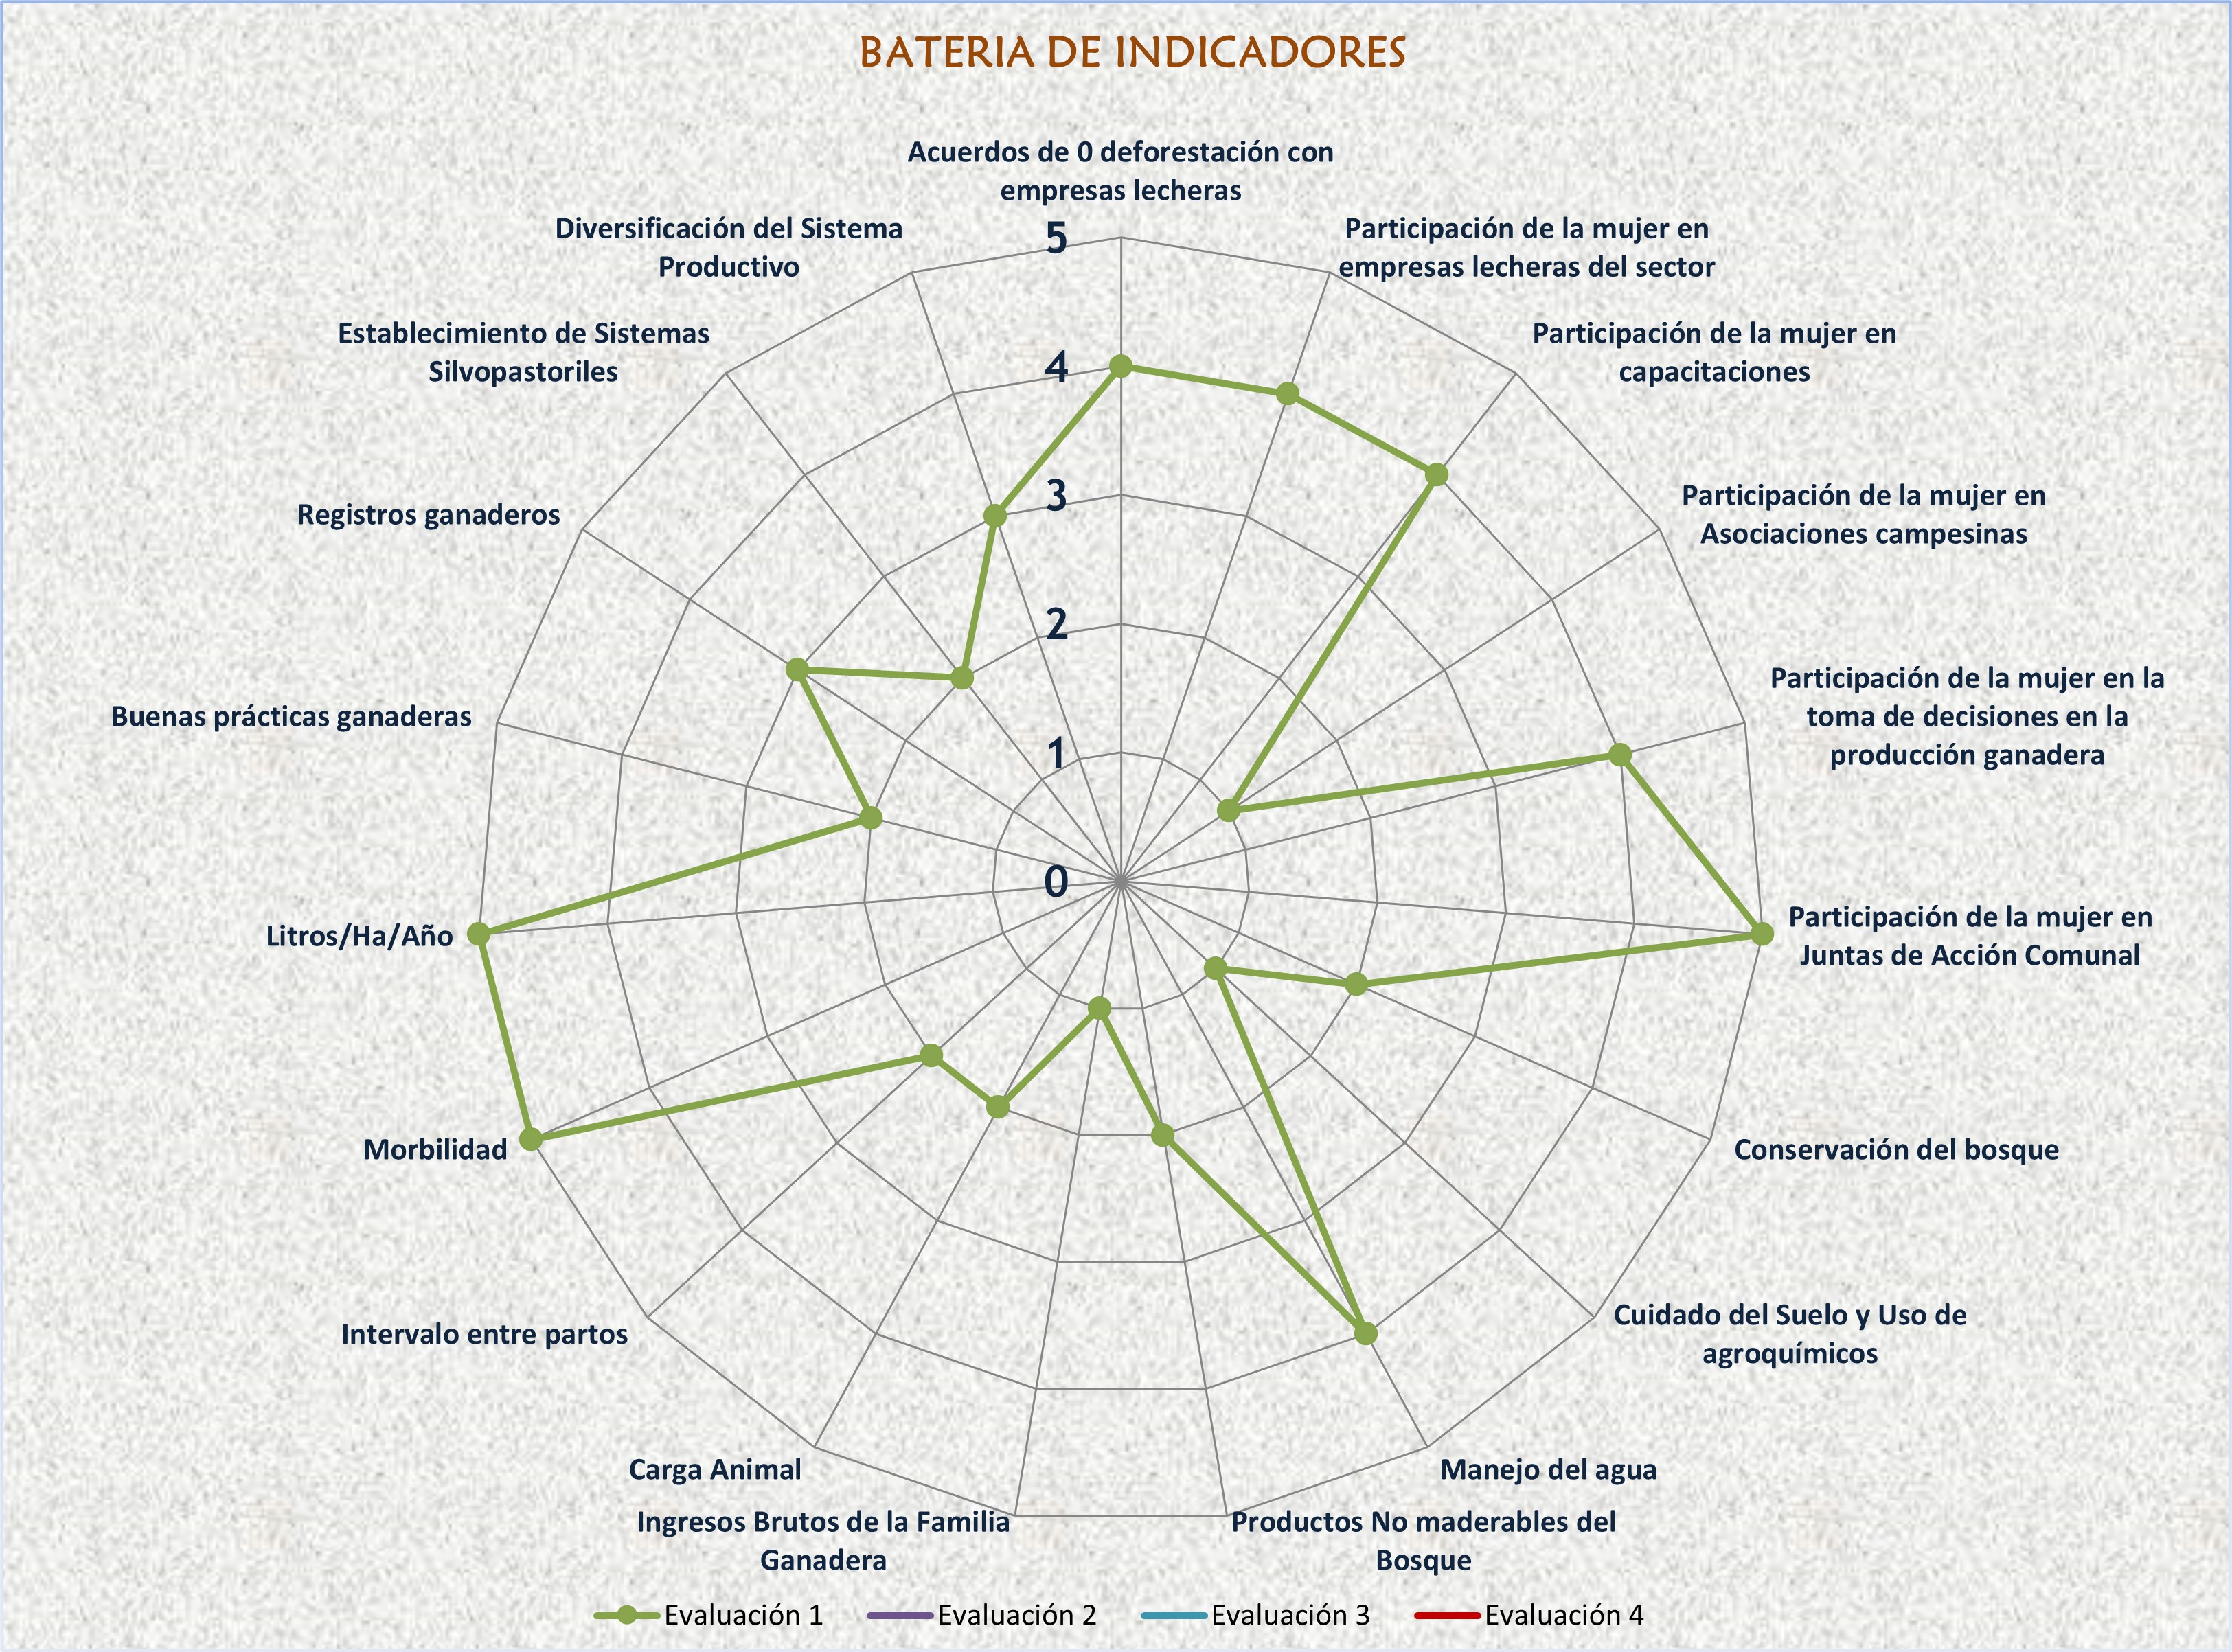 BATERIA DE INDICADORES
Acuerdos de 0 deforestación con
empresas lecheras
Participación de la mujer en
empresas lecheras del sector
Participación de la mujer en
capacitaciones
Participación de la mujer en
Asociaciones campesinas
Participación de la mujer en la
toma de decisiones en la
producción ganadera
Participación de la mujer en
Juntas de Acción Comunal
Conservación del bosque
Cuidado del Suelo y Uso de
agroquímicos
Manejo del agua
Productos No maderables del
Bosque
Ingresos Brutos de la Familia
Ganadera
Carga Animal
Intervalo entre partos
Morbilidad
Litros/Ha/Año
Buenas prácticas ganaderas
Registros ganaderos
Establecimiento de Sistemas
Silvopastoriles
Diversificación del Sistema
Productivo
5
4
3
2
1
0
Evaluación 1
Evaluación 2
Evaluación 3
Evaluación 4